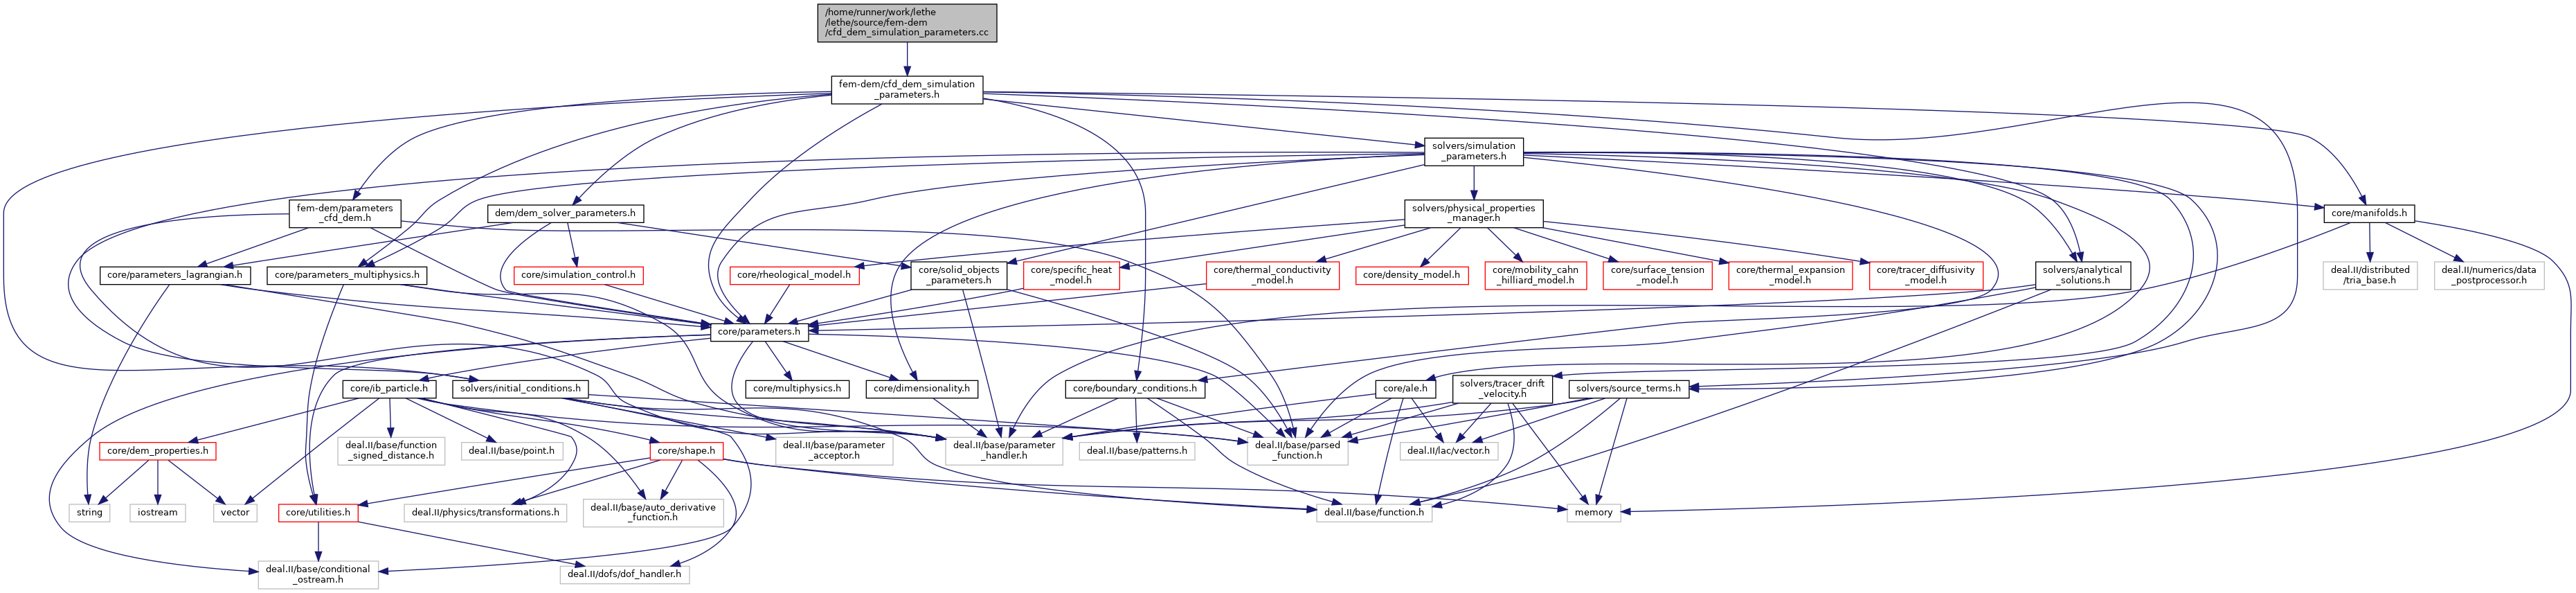 /home/runner/work/lethe
/lethe/source/fem-dem
/cfd_dem_simulation_parameters.cc
fem-dem/cfd_dem_simulation
_parameters.h
solvers/simulation
_parameters.h
fem-dem/parameters
_cfd_dem.h
dem/dem_solver_parameters.h
solvers/physical_properties
_manager.h
core/manifolds.h
core/parameters_lagrangian.h
core/parameters_multiphysics.h
core/simulation_control.h
core/rheological_model.h
core/solid_objects
_parameters.h
core/specific_heat
_model.h
core/thermal_conductivity
_model.h
core/density_model.h
core/mobility_cahn
_hilliard_model.h
core/surface_tension
_model.h
core/thermal_expansion
_model.h
core/tracer_diffusivity
_model.h
solvers/analytical
_solutions.h
deal.II/distributed
/tria_base.h
deal.II/numerics/data
_postprocessor.h
core/parameters.h
core/ib_particle.h
solvers/initial_conditions.h
core/multiphysics.h
core/dimensionality.h
core/boundary_conditions.h
core/ale.h
solvers/tracer_drift
_velocity.h
solvers/source_terms.h
core/dem_properties.h
deal.II/base/function
_signed_distance.h
deal.II/base/point.h
core/shape.h
deal.II/base/parameter
_acceptor.h
deal.II/base/parameter
_handler.h
deal.II/base/patterns.h
deal.II/base/parsed
_function.h
deal.II/lac/vector.h
string
iostream
vector
core/utilities.h
deal.II/physics/transformations.h
deal.II/base/auto_derivative
_function.h
deal.II/base/function.h
memory
deal.II/base/conditional
_ostream.h
deal.II/dofs/dof_handler.h